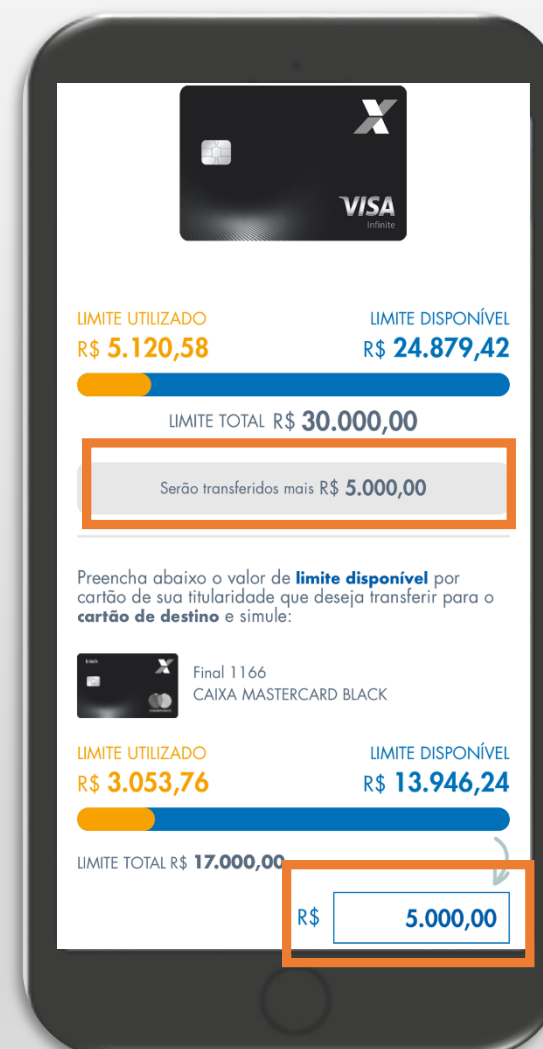 VISA
Infinite
LIMITE UTILIZADO LIMITE DISPONÍVEL
R$ 5.120,58 R$ 24.879,42
LIMITE TOTAL R$ 30.000,00
Serão transferidos mais R$ 5.000,00
Preencha abaixo o valor de limite disponível por
cartão de sua titularidade que deseja transferir para o
cartão de destino e simule:
Final 1166
CAIXA MASTERCARD BLACK
LIMITE UTILIZADO LIMITE DISPONÍVEL
R$ 3.053,76 R$ 13.946,24
LIMITE TOTAL R$ 17.000,00
R$ 5.000,00